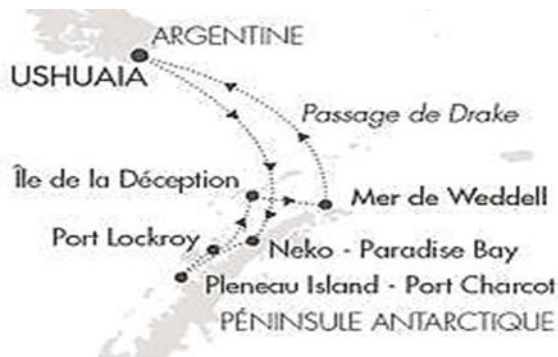 ARGENTINE
USHUAIA
Passage de Drake
Île de la Déception
Mer de Weddell
Port Lockroy
Neko - Paradise Bay
Pleneau Island - Port Charcot
PÉNINSULE ANTARCTIQUE